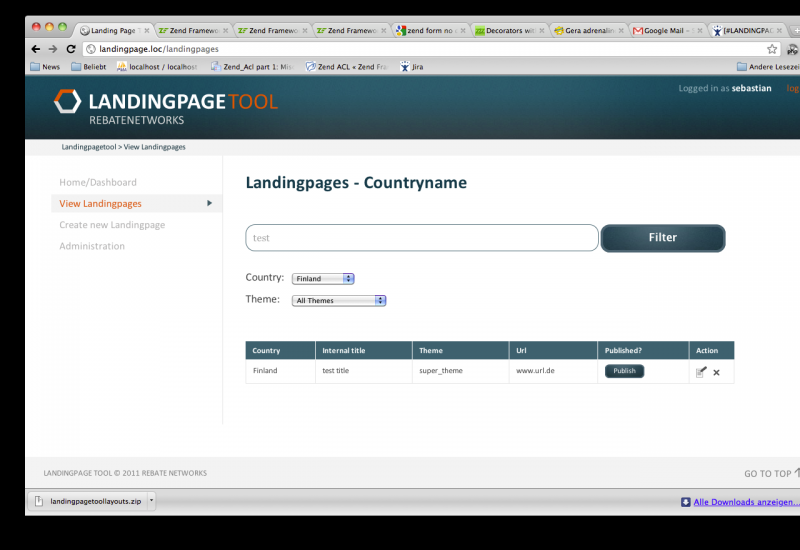 Landing Page T
Zend Framewo
Zend Framewo
Zend Framewo
zend form no d
Decorators wit
Gera adrenalin
Google Mail –
[#LANDINGPAG
landingpage.loc/landingpages
News
Beliebt
localhost / localhost
Zend_Acl part 1: Mis
Zend ACL « Zend Fra
Jira
Andere Lesezei
Logged in as sebastian
LANDINGPAGETOOL
REBATENETWORKS
Landingpagetool > View Landingpages
Home/Dashboard
View Landingpages
Create new Landingpage
Administration
Landingpages - Countryname
test
Filter
Country: Finland
Theme: All Themes
Country Internal title Theme Url Published? Action
Finland test title super_theme www.url.de Publish
LANDINGPAGE TOOL © 2011 REBATE NETWORKS
GO TO TOP
landingpagetoollayouts.zip
Alle Downloads anzeigen...